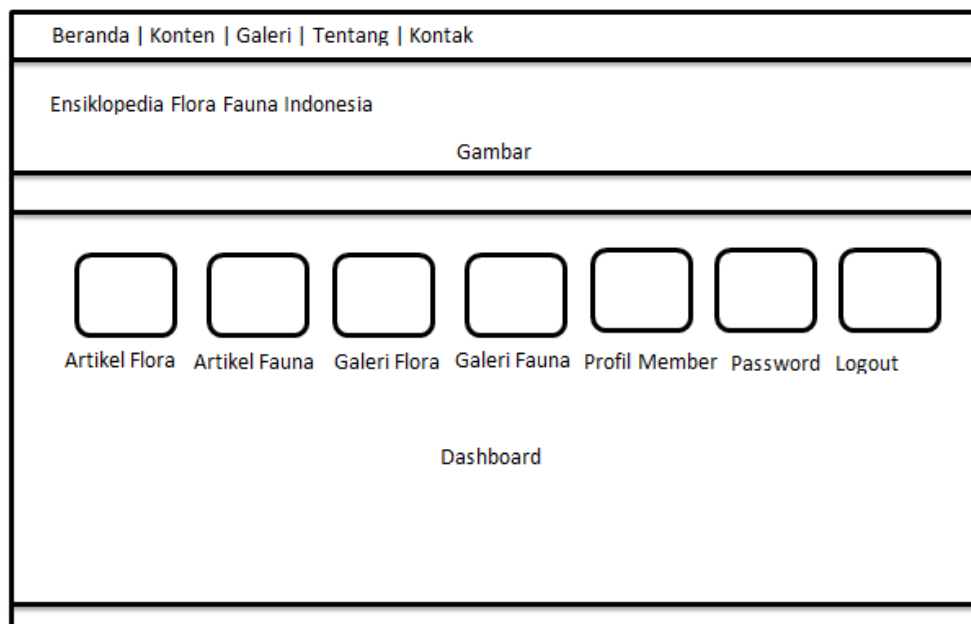 Beranda | Konten | Galeri | Tentang | Kontak
Ensiklopedia Flora Fauna Indonesia
Gambar
Artikel Flora Artikel Fauna Galeri Flora Galeri Fauna Profil Member Password Logout
Dashboard